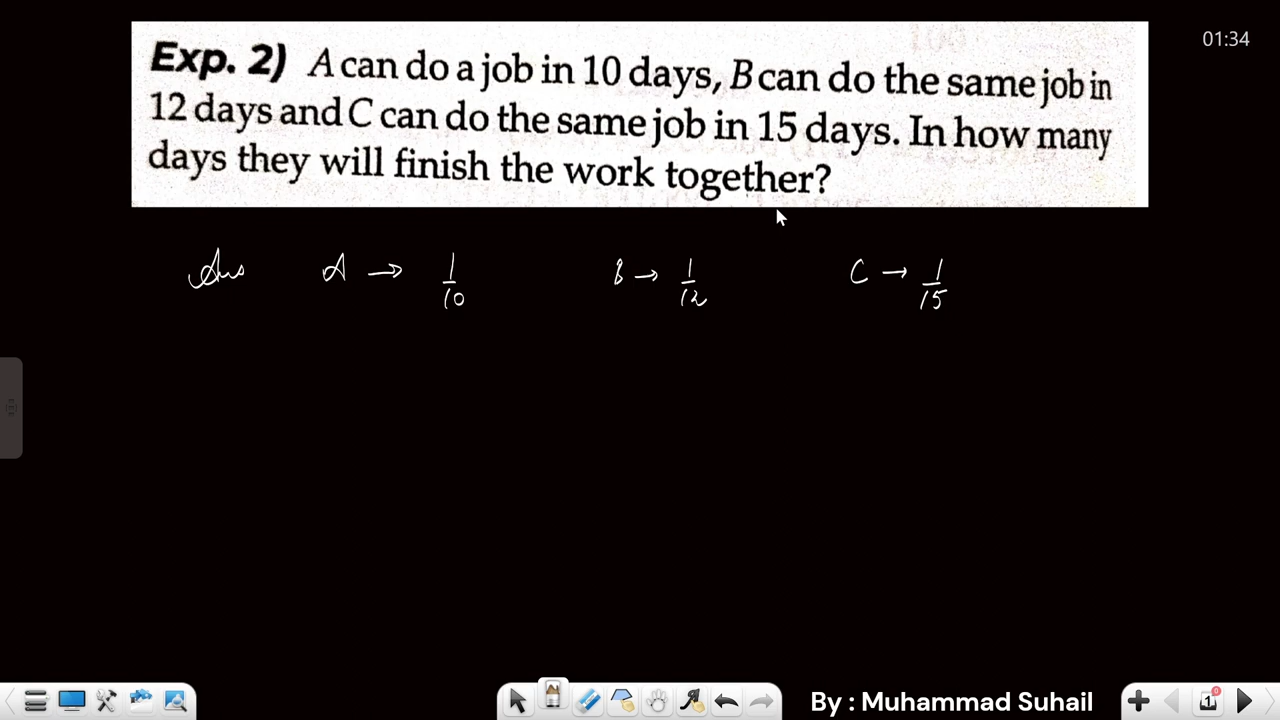 01:34
Exp. 2) A can do a job in 10 days, B can do the same job in
12 days and C can do the same job in 15 days. In how many
days they will finish the work together?
Ans A → 1/10 B → 1/12 C → 1/15
By : Muhammad Suhail
1
0